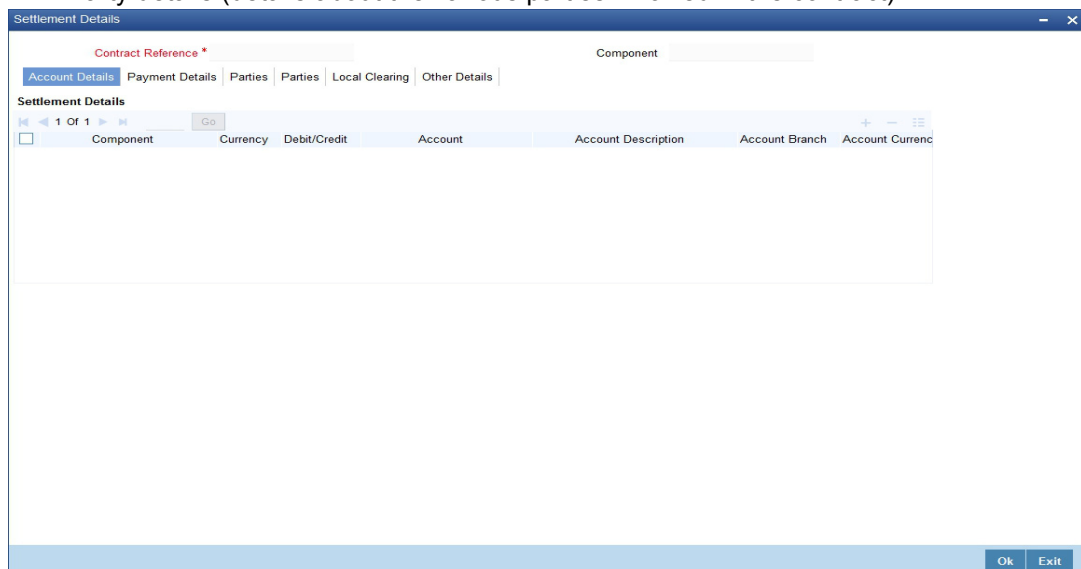 Settlement Details
Contract Reference * Component
Account Details Payment Details Parties Parties Local Clearing Other Details
Settlement Details
1 Of 1 Go
Component Currency Debit/Credit Account Account Description Account Branch Account Currenc
Ok Exit